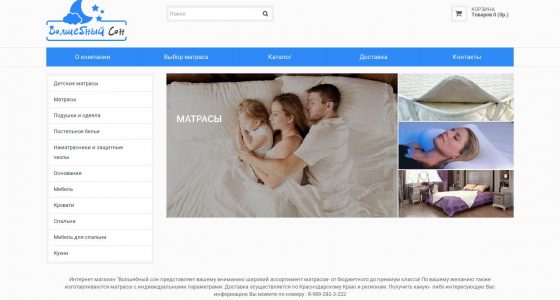 Волшебный Сон
Поиск
КОРЗИНА
Товаров 0 (0р.)
О компании
Выбор матраса
Каталог
Доставка
Контакты
Детские матрасы
Матрасы
Подушки и одеяла
Постельное белье
Наматрасники и защитные
чехлы
Основания
Мебель
Кровати
Спальни
Мебель для спальни
Кухни
МАТРАСЫ
Интернет магазин "Волшебный сон представляет вашему вниманию широкий ассортимент матрасов- от бюджетного до премиум класса! По вашему желанию также
изготавливаются матрасы с индивидуальными параметрами. Доставка осуществляется по Краснодарскому Краю и регионам. Получить какую- либо интересующую Вас
информацию Вы можете по номеру : 8-989-282-3-222